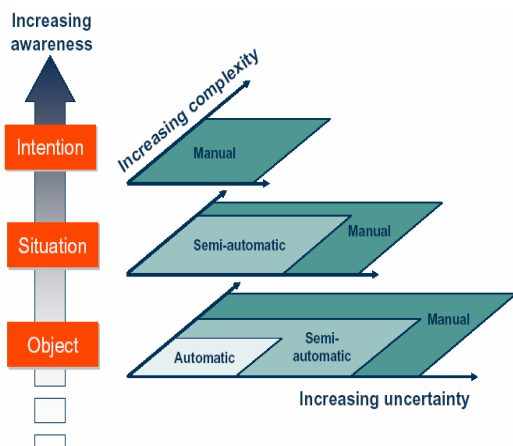 Increasing
awareness
Increasing complexity
Intention
Manual
Situation
Semi-automatic
Manual
Object
Automatic
Semi-
automatic
Manual
Increasing uncertainty